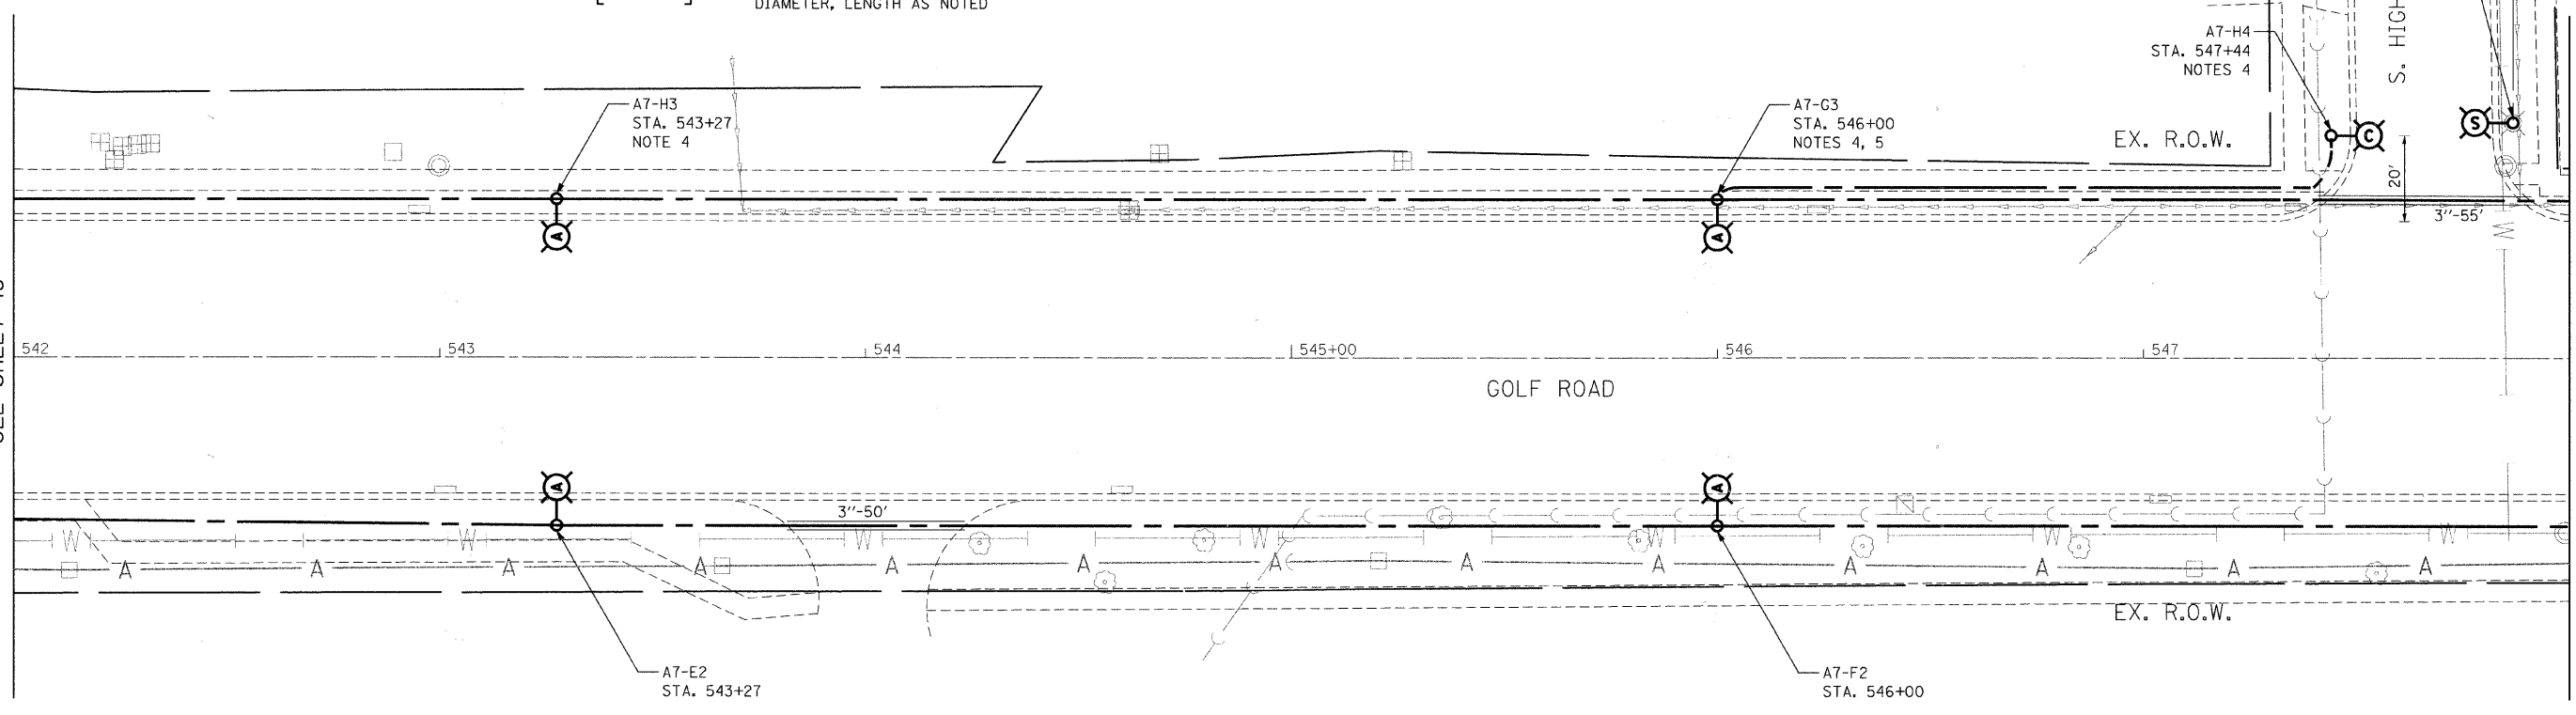 DIAMETER, LENGTH AS NOTED
S. HIGH
A7-H4
STA. 547+44
NOTES 4
A7-H3
STA. 543+27
NOTE 4
A7-G3
STA. 546+00
NOTES 4, 5
EX. R.O.W.
C
S
20'
3"-55'
A
A
W
542
543
544
545+00
546
547
GOLF ROAD
A
A
3"-50'
W W W W W W W
A A A A A A A A A A A A A
EX. R.O.W.
A7-E2
STA. 543+27
A7-F2
STA. 546+00